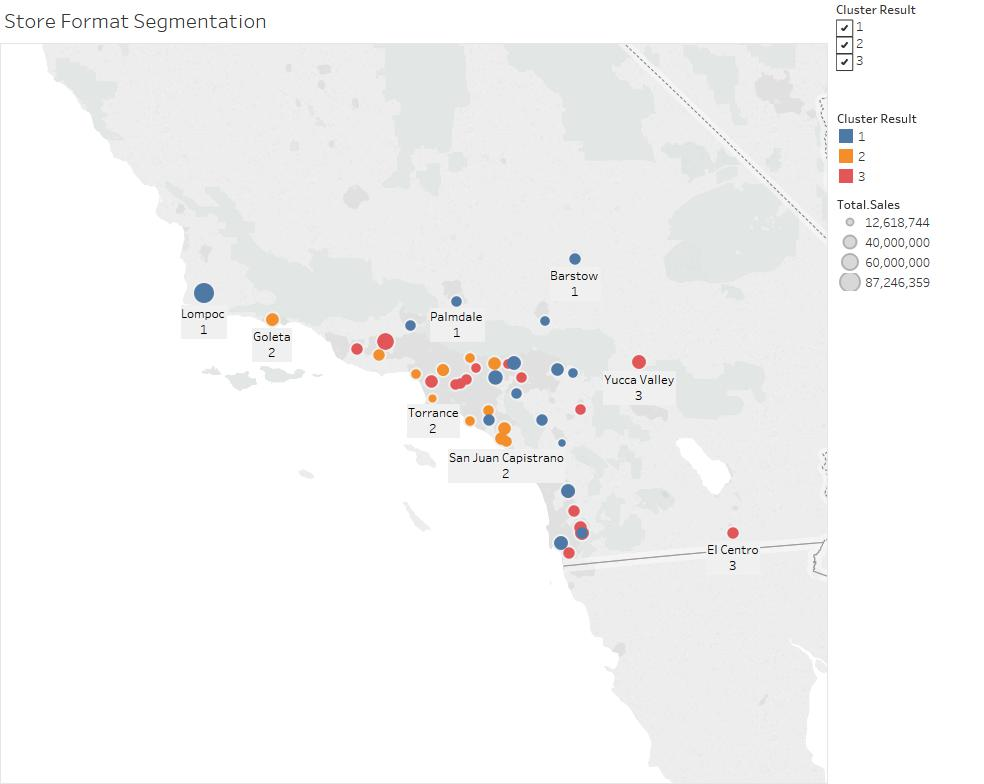 Store Format Segmentation
Cluster Result
1
2
3
Cluster Result
1
2
3
Total.Sales
12,618,744
40,000,000
60,000,000
87,246,359
Barstow
1
Lompoc
1
Palmdale
1
Goleta
2
Yucca Valley
3
Torrance
2
San Juan Capistrano
2
El Centro
3